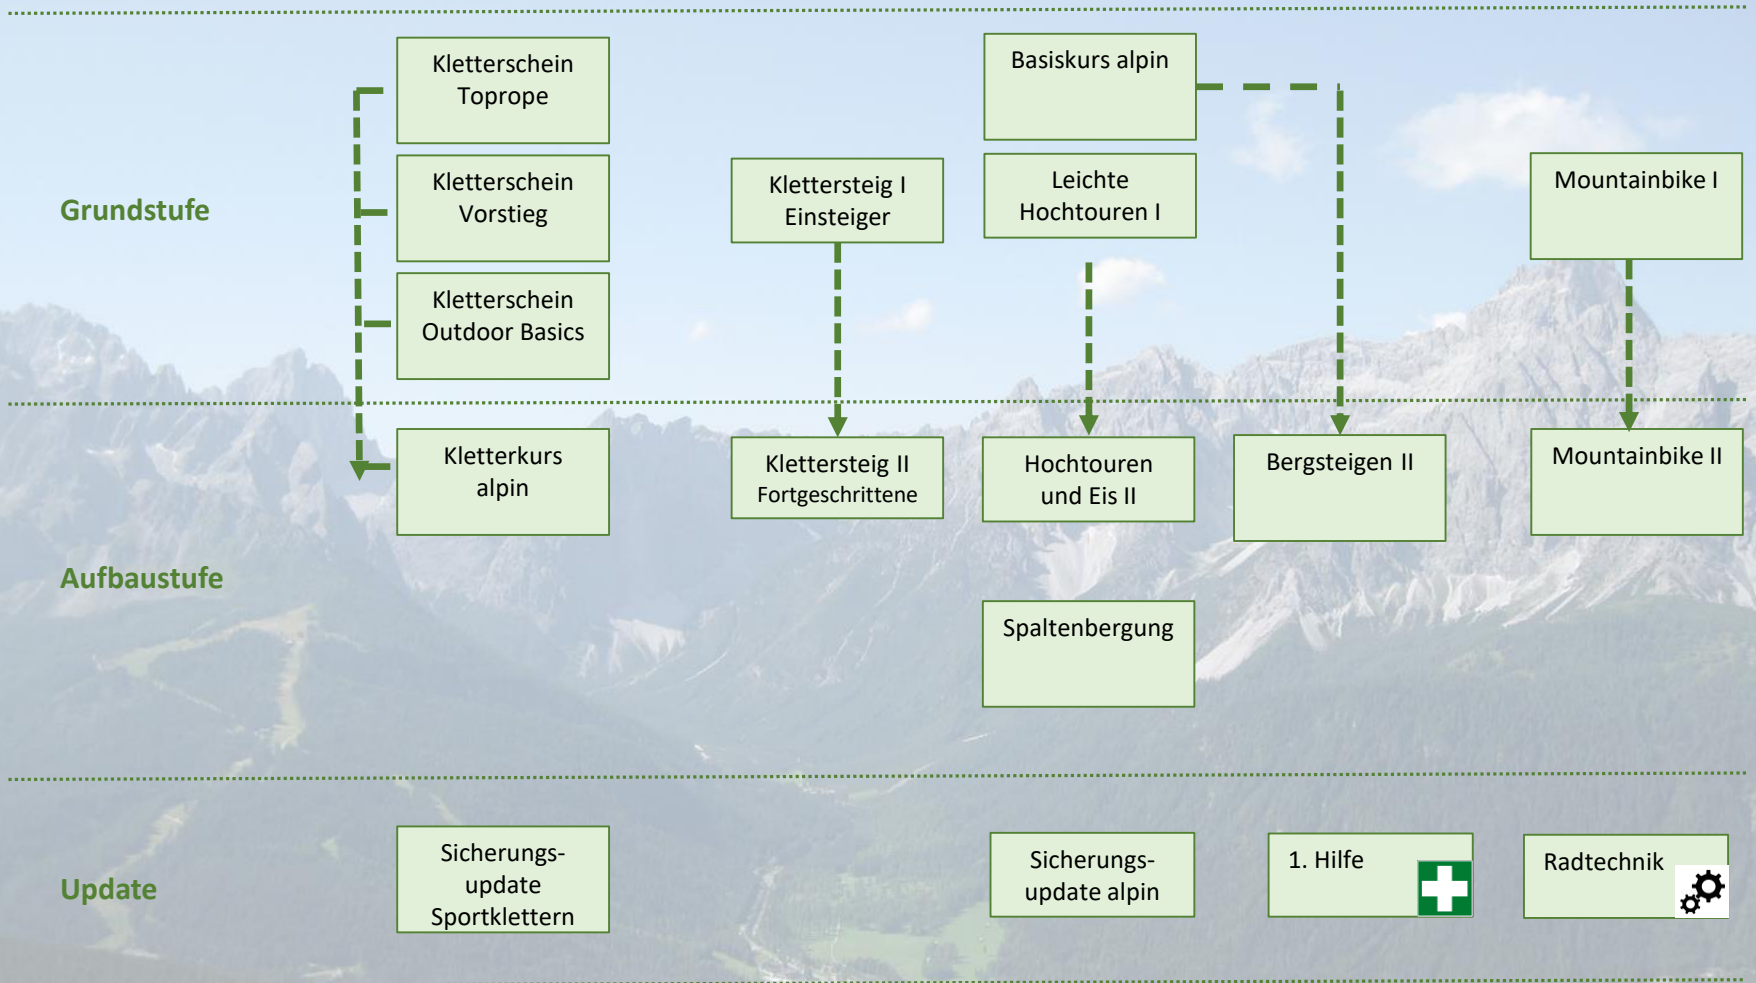 Kletterschein
Toprope
Basiskurs alpin
Grundstufe
Kletterschein
Vorstieg
Klettersteig I
Einsteiger
Leichte
Hochtouren I
Mountainbike I
Kletterschein
Outdoor Basics
Kletterkurs
alpin
Klettersteig II
Fortgeschrittene
Hochtouren
und Eis II
Bergsteigen II
Mountainbike II
Aufbaustufe
Spaltenbergung
Update
Sicherungs-
update
Sportklettern
Sicherungs-
update alpin
1. Hilfe
Radtechnik